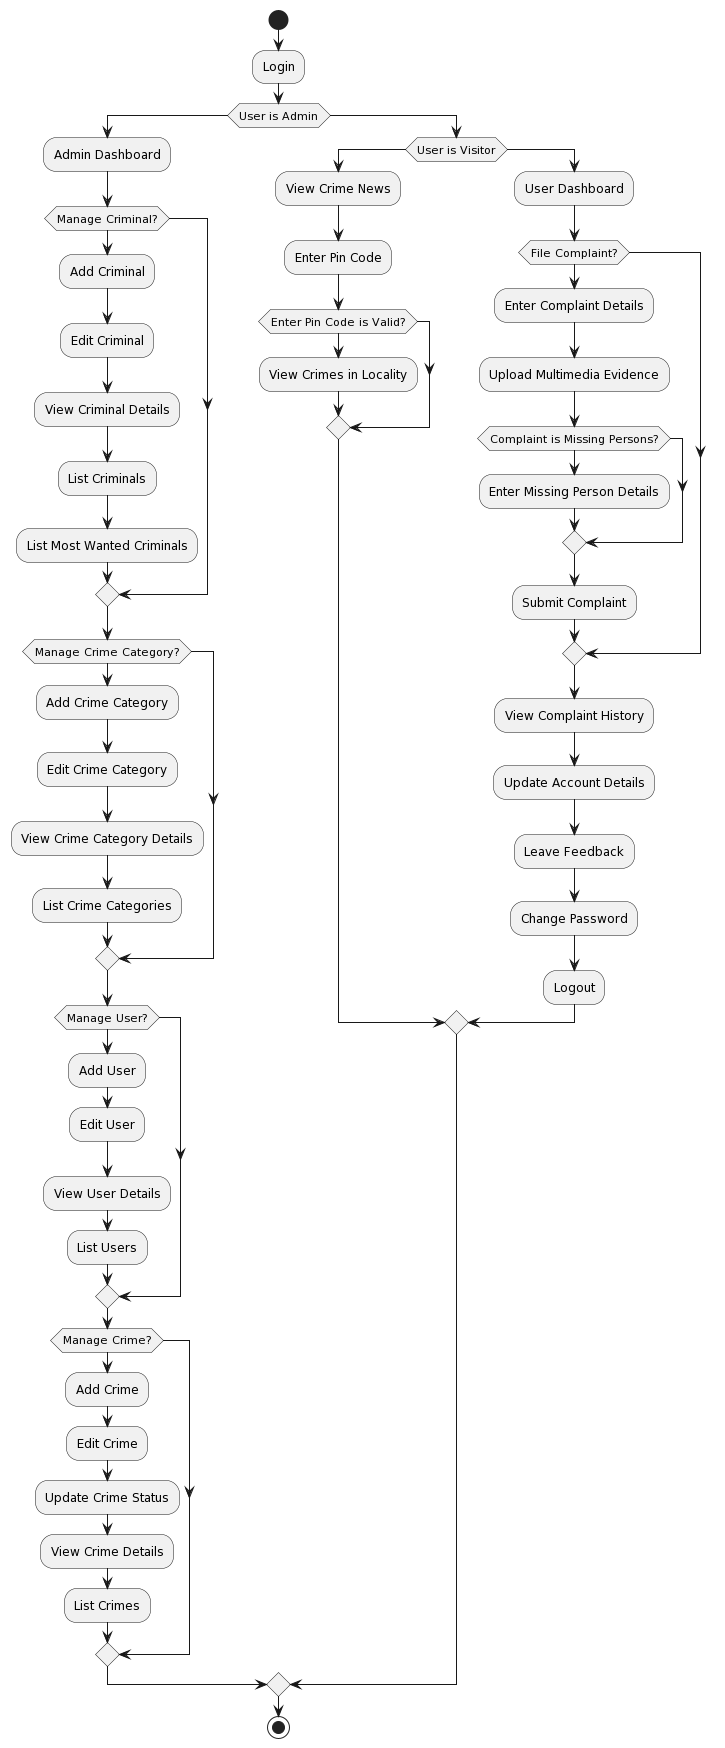 Login
User is Admin
Admin Dashboard
Manage Criminal?
Add Criminal
Edit Criminal
View Criminal Details
List Criminals
List Most Wanted Criminals
Manage Crime Category?
Add Crime Category
Edit Crime Category
View Crime Category Details
List Crime Categories
Manage User?
Add User
Edit User
View User Details
List Users
Manage Crime?
Add Crime
Edit Crime
Update Crime Status
View Crime Details
List Crimes
User is Visitor
View Crime News
Enter Pin Code
Enter Pin Code is Valid?
View Crimes in Locality
User Dashboard
File Complaint?
Enter Complaint Details
Upload Multimedia Evidence
Complaint is Missing Persons?
Enter Missing Person Details
Submit Complaint
View Complaint History
Update Account Details
Leave Feedback
Change Password
Logout